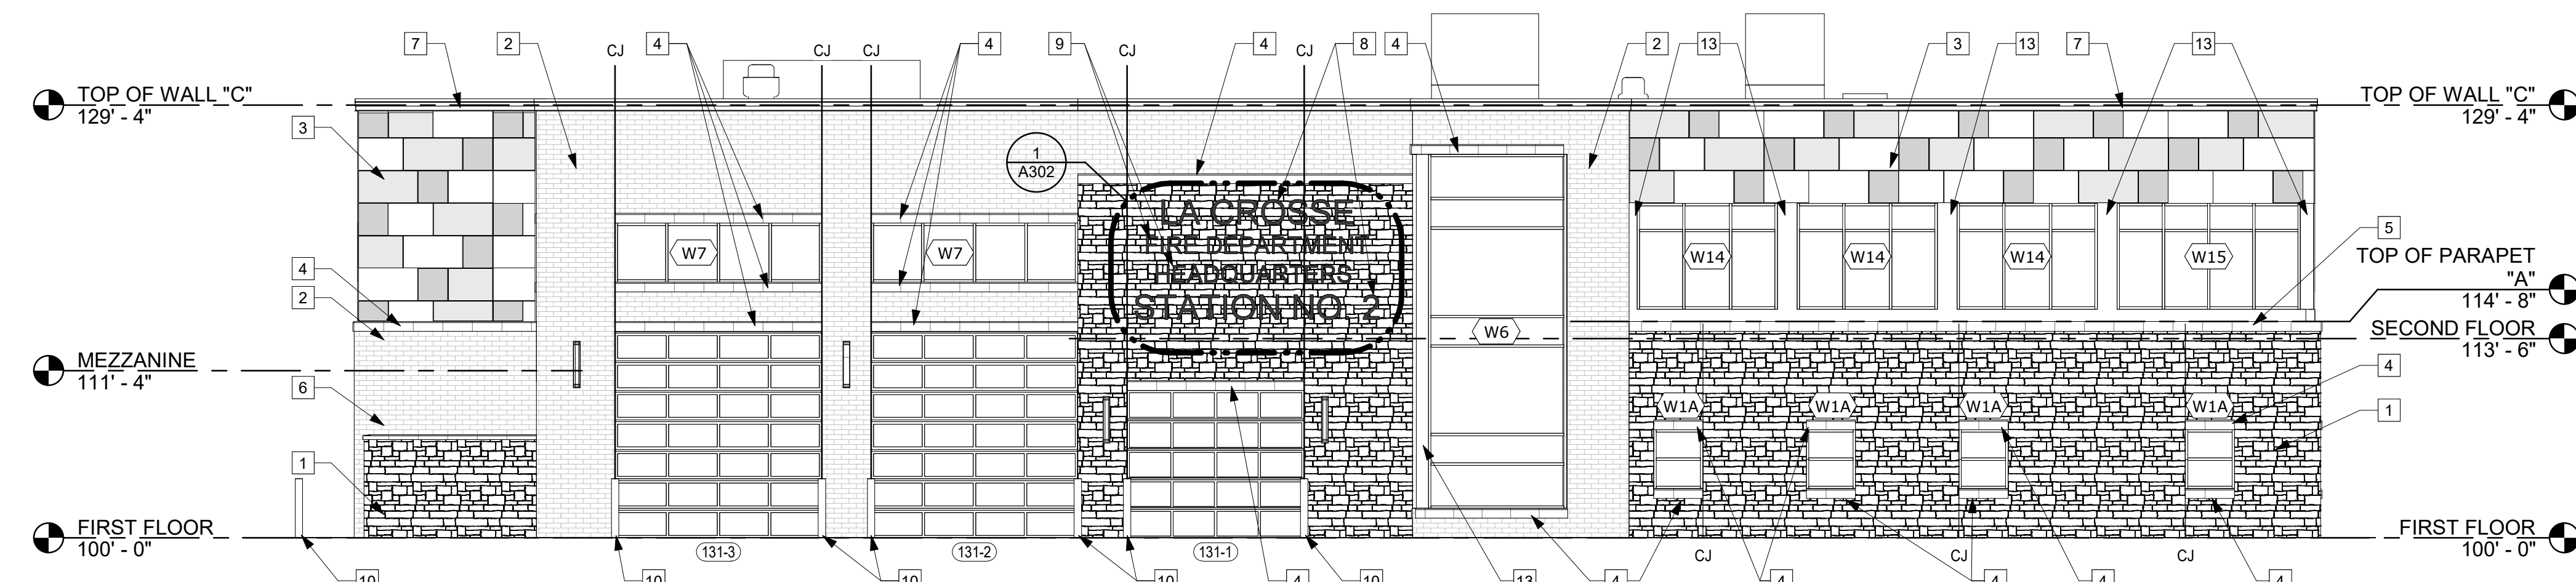 7 2 CJ 4 CJ CJ 4 9 CJ 4 CJ 8 4 2 13 3 13 7 13
TOP OF WALL "C"
129' - 4"
TOP OF WALL "C"
129' - 4"
3
1
A302
LA CROSSE
FIRE DEPARTMENT
HEADQUARTERS
STATION NO. 2
W7 W7 W14 W14 W14 W15
5
TOP OF PARAPET
"A"
114' - 8"
4
2
W6
SECOND FLOOR
113' - 6"
MEZZANINE
111' - 4"
4
6
W1A W1A W1A W1A
1
1
FIRST FLOOR
100' - 0"
FIRST FLOOR
100' - 0"
131-3 131-2 131-1 CJ CJ CJ
10 10 10 10 4 10 13 4 4 4 4 4